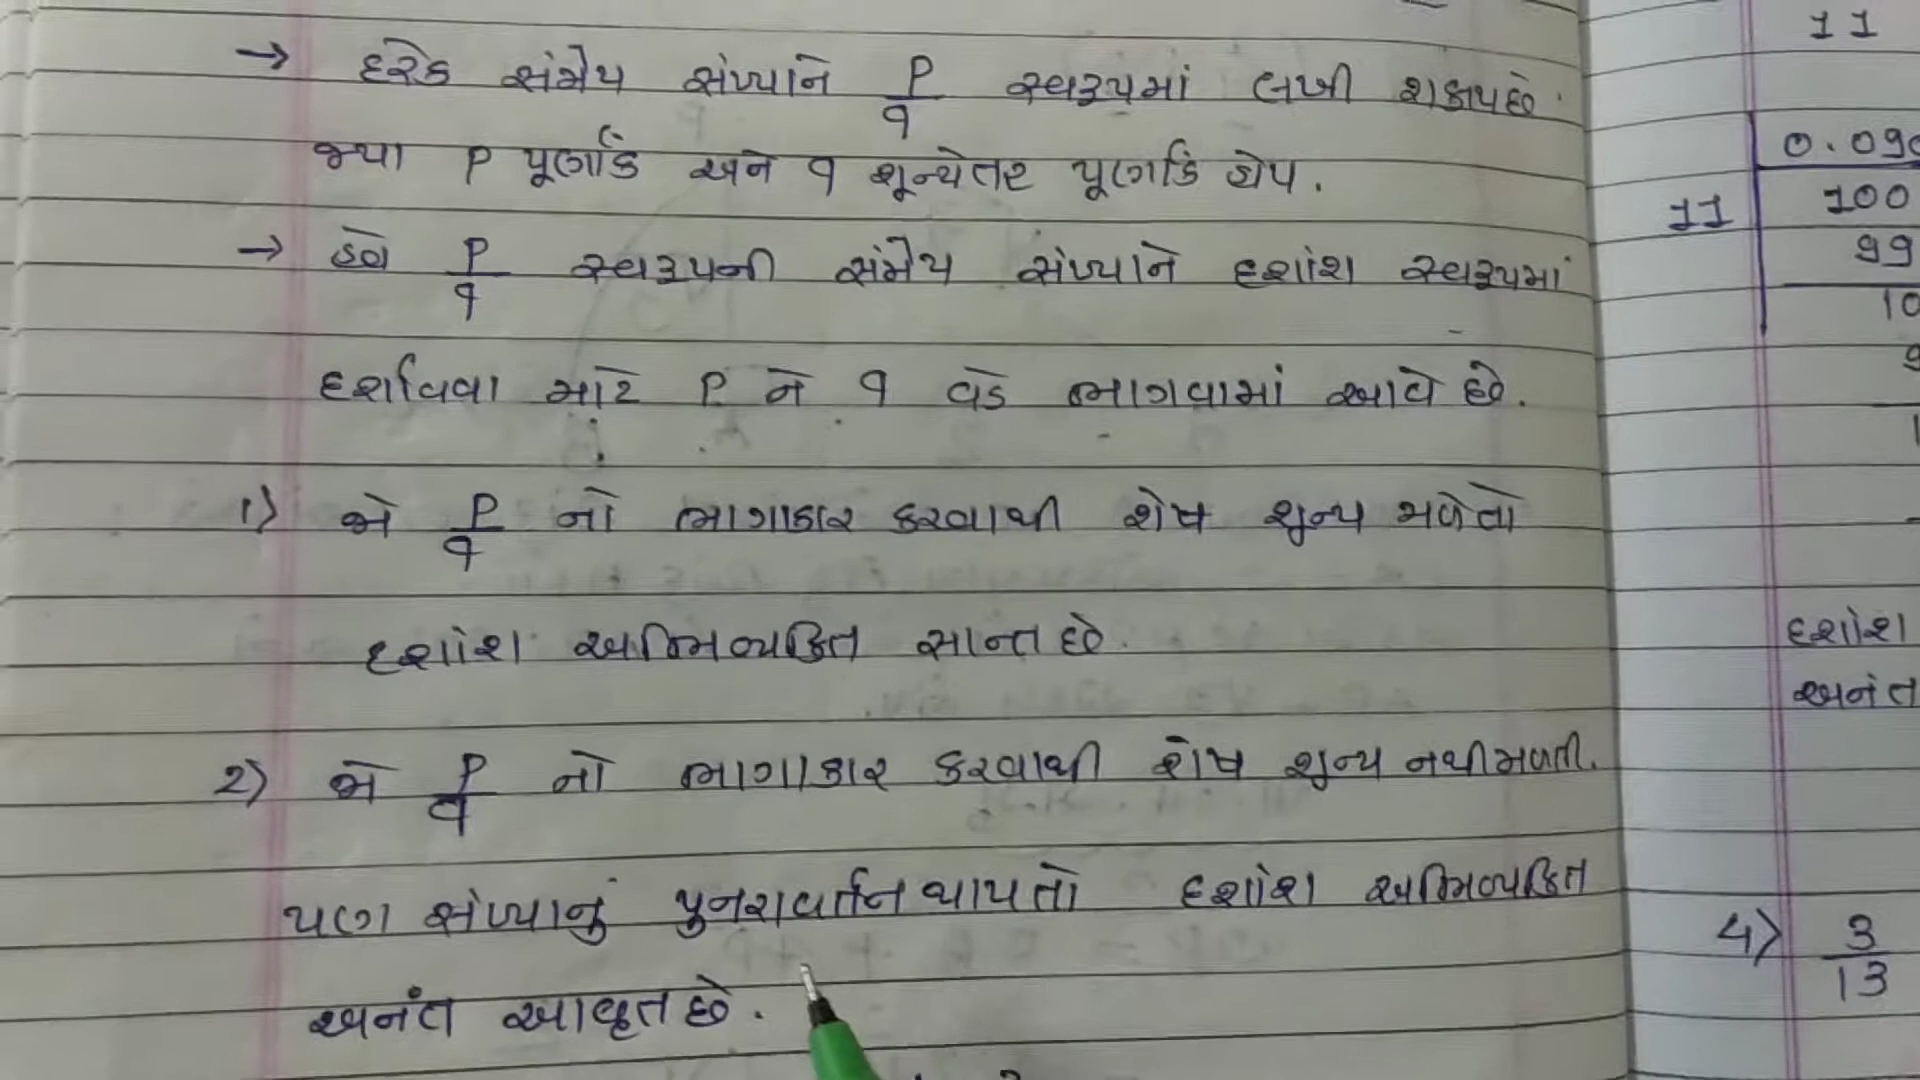 → દરેક સંમેય સંખ્યાને P/q સ્વરૂપમાં લખી શકાય છે.
જ્યા P પૂર્ણાંક અને q શૂન્યેતર પૂર્ણાંક હોય.
→ હવે P/q સ્વરૂપની સંમેય સંખ્યાને દશાંશ સ્વરૂપમાં
દર્શાવવા માટે P ને q વડે ભાગવામાં આવે છે.
1) જો P/q નો ભાગાકાર કરવાથી શેષ શુન્ય મળે તો
દશાંશ અભિવ્યક્તિ સાન્ત છે.
2) જો P/q નો ભાગાકાર કરવાથી શેષ શુન્ય નથી મળતી.
પણ સંખ્યાનું પુનરાવર્તન થાય તો દશાંશ અભિવ્યક્તિ
અનંત આવૃત છે.
11
0.090
11 100
99
10
દશાંશ
અનંત
4) 3/13